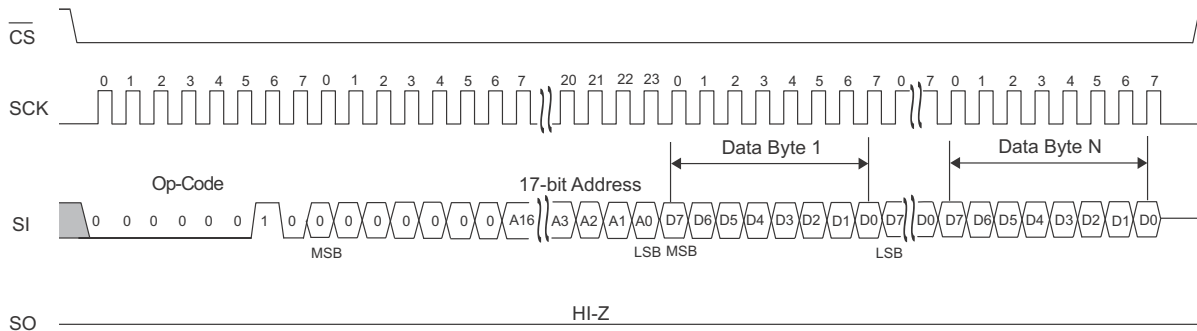 CS
0 1 2 3 4 5 6 7 0 1 2 3 4 5 6 7 20 21 22 23 0 1 2 3 4 5 6 7 0 7 0 1 2 3 4 5 6 7
SCK
Data Byte 1 Data Byte N
Op-Code 17-bit Address
SI 0 0 0 0 0 0 1 0 0 0 0 0 0 0 0 A16 A3 A2 A1 A0 D7 D6 D5 D4 D3 D2 D1 D0 D7 D0 D7 D6 D5 D4 D3 D2 D1 D0
MSB LSB MSB LSB
HI-Z
SO